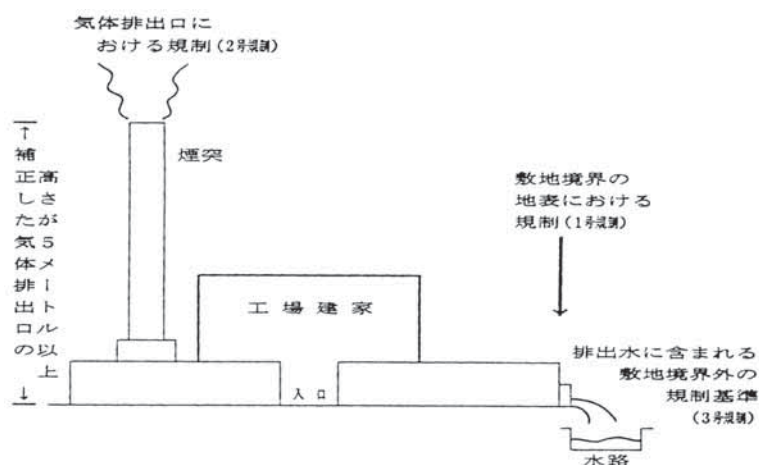 気体排出口に
おける規制(2号規制)
煙突
補正した気体排出口の
高さが5メートル以上
敷地境界の
地表における
規制(1号規制)
工場建家
入口
排出水に含まれる
敷地境界外の
規制基準
(3号規制)
水路